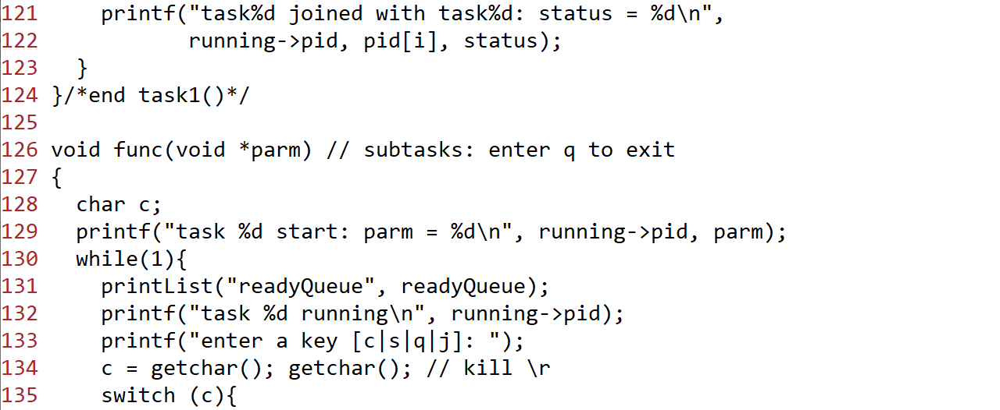 121     printf("task%d joined with task%d: status = %d\n",
122            running->pid, pid[i], status);
123   }
124 }/*end task1()*/
125
126 void func(void *parm) // subtasks: enter q to exit
127 {
128   char c;
129   printf("task %d start: parm = %d\n", running->pid, parm);
130   while(1){
131     printList("readyQueue", readyQueue);
132     printf("task %d running\n", running->pid);
133     printf("enter a key [c|s|q|j]: ");
134     c = getchar(); getchar(); // kill \r
135     switch (c){